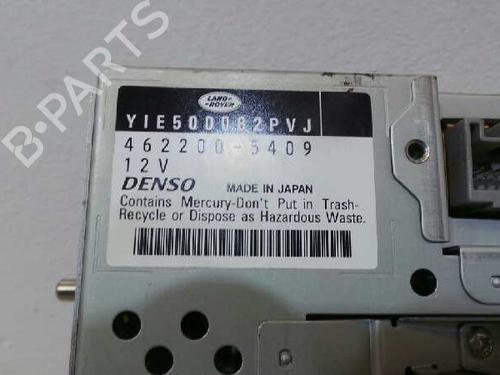 LAND-
-ROVER
YIE500082PVJ
462200-5409
12V
DENSO MADE IN JAPAN
Contains Mercury-Don't Put in Trash-
Recycle or Dispose as Hazardous Waste.